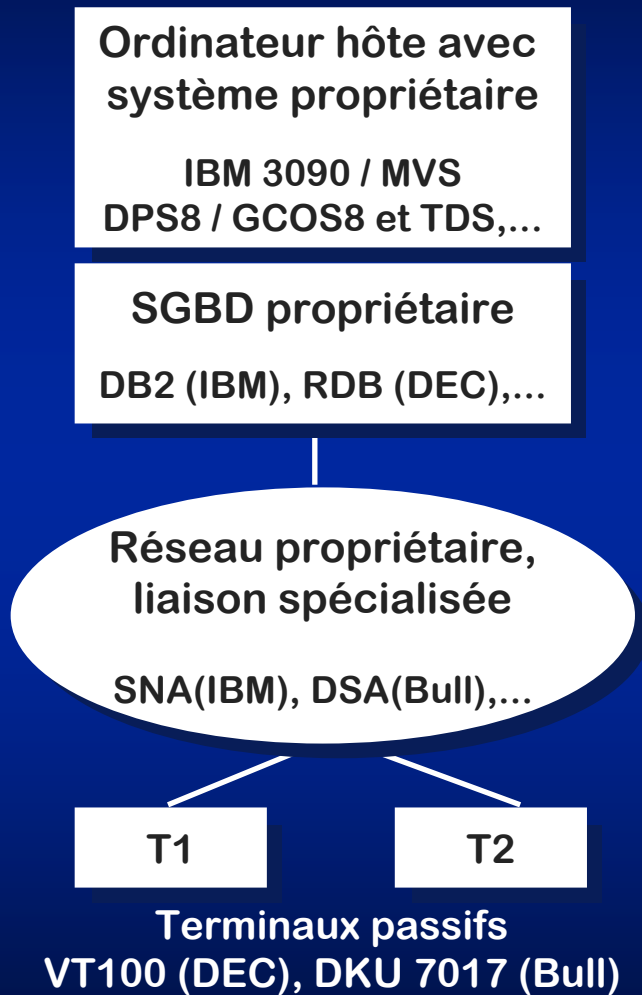 Ordinateur hôte avec
système propriétaire
IBM 3090 / MVS
DPS8 / GCOS8 et TDS,...
SGBD propriétaire
DB2 (IBM), RDB (DEC),...
Réseau propriétaire,
liaison spécialisée
SNA(IBM), DSA(Bull),...
T1 T2
Terminaux passifs
VT100 (DEC), DKU 7017 (Bull)